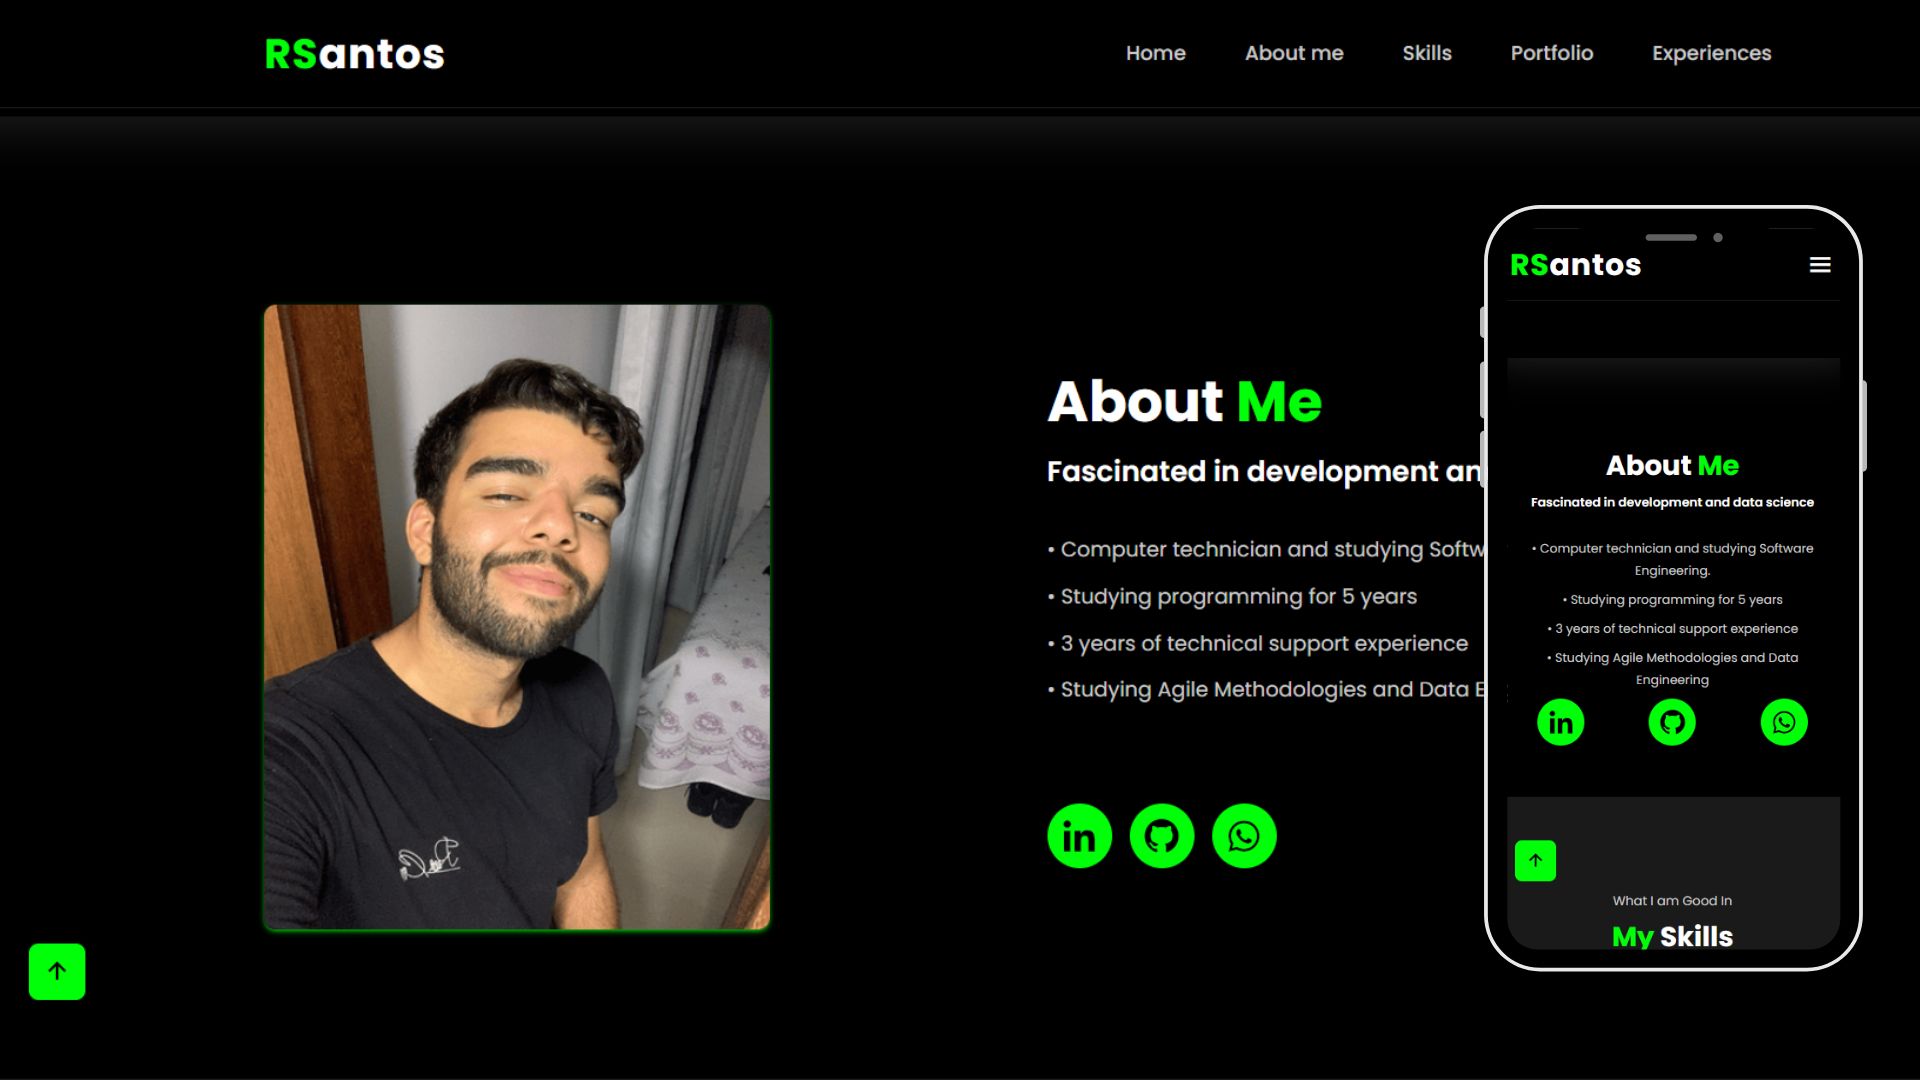 RSantos
Home About me Skills Portfolio Experiences
About Me
Fascinated in development an
• Computer technician and studying Softw
• Studying programming for 5 years
• 3 years of technical support experience
• Studying Agile Methodologies and Data E
in
RSantos
About Me
Fascinated in development and data science
• Computer technician and studying Software
Engineering.
• Studying programming for 5 years
• 3 years of technical support experience
• Studying Agile Methodologies and Data
Engineering
in
What I am Good In
My Skills